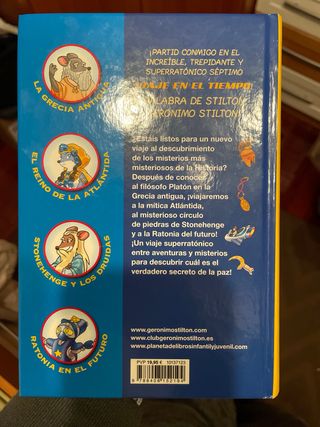 ¡PARTID CONMIGO EN EL
INCREÍBLE, TREPIDANTE Y
SUPERRATÓNICO SÉPTIMO
VIAJE EN EL TIEMPO
PALABRA DE STILTON,
GERONIMO STILTON!
¿Estáis listos para un nuevo
viaje al descubrimiento
de los misterios más
misteriosos de la Historia?
Después de conocer
al filósofo Platón en la
Grecia antigua, ¡viajaremos
a la mítica Atlántida,
al misterioso círculo
de piedras de Stonehenge
y a la Ratonia del futuro!
¡Un viaje superratónico
entre aventuras y misterios
para descubrir cuál es el
verdadero secreto de la paz!
LA GRECIA ANTIGUA
EL REINO DE LA ATLÁNTIDA
STONEHENGE Y LOS DRUIDAS
RATONIA EN EL FUTURO
www.geronimostilton.com
www.clubgeronimostilton.es
www.planetadelibrosinfantilyjuvenil.com
PVP 19,95 € 10137123